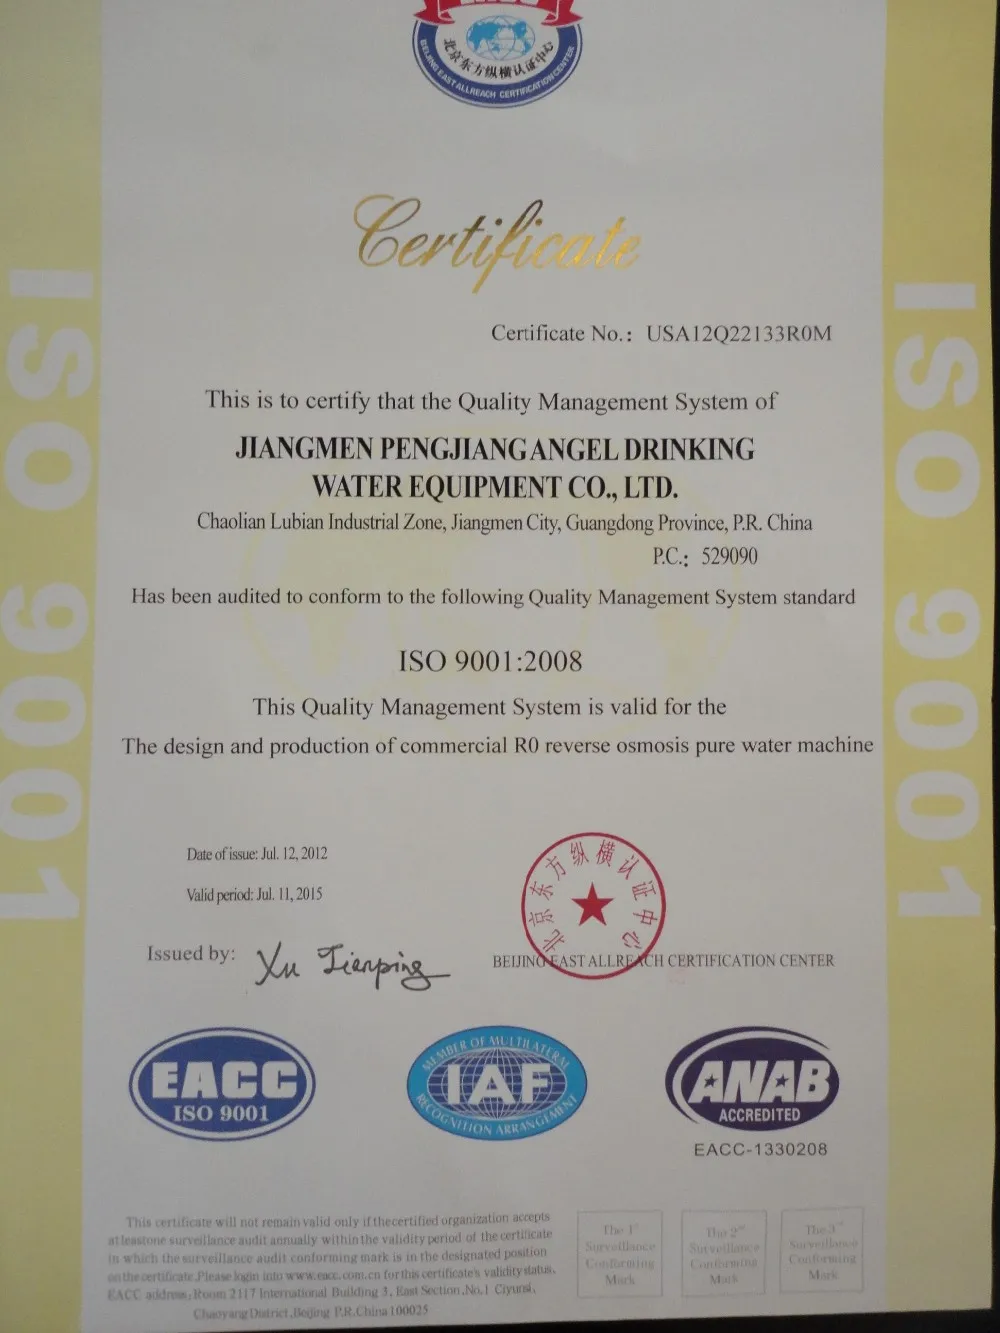 北京东方纵横认证中心
BEIJING EAST ALLREACH CERTIFICATION CENTER
Certificate
Certificate No.: USA12Q22133R0M
This is to certify that the Quality Management System of
JIANGMEN PENGJIANG ANGEL DRINKING
WATER EQUIPMENT CO., LTD.
Chaolian Lubian Industrial Zone, Jiangmen City, Guangdong Province, P.R. China
P.C.: 529090
Has been audited to conform to the following Quality Management System standard
ISO 9001:2008
This Quality Management System is valid for the
The design and production of commercial R0 reverse osmosis pure water machine
ISO 9001
ISO 9001
Date of issue: Jul. 12, 2012
Valid period: Jul. 11, 2015
Issued by: Xu Tienping
北京东方纵横认证中心
BEIJING EAST ALLREACH CERTIFICATION CENTER
EACC
ISO 9001
MEMBER OF MULTILATERAL
IAF
RECOGNITION ARRANGEMENT
ANAB
ACCREDITED
EACC-1330208
This certificate will not remain valid only if thecertified organization accepts
at leastone surveillance audit annually within the validity period of the certificate
in which the surveillance audit conforming mark is in the designated position
on the certificate.Please login into www.eacc.com.cn for this certificate's validity status.
EACC address: Room 2117 International Building 3, East Section, No.1 Ciyunsi,
Chaoyang District, Beijing P.R.China 100025
The 1st
Surveillance
Conforming
Mark
The 2nd
Surveillance
Conforming
Mark
The 3rd
Surveillance
Conforming
Mark